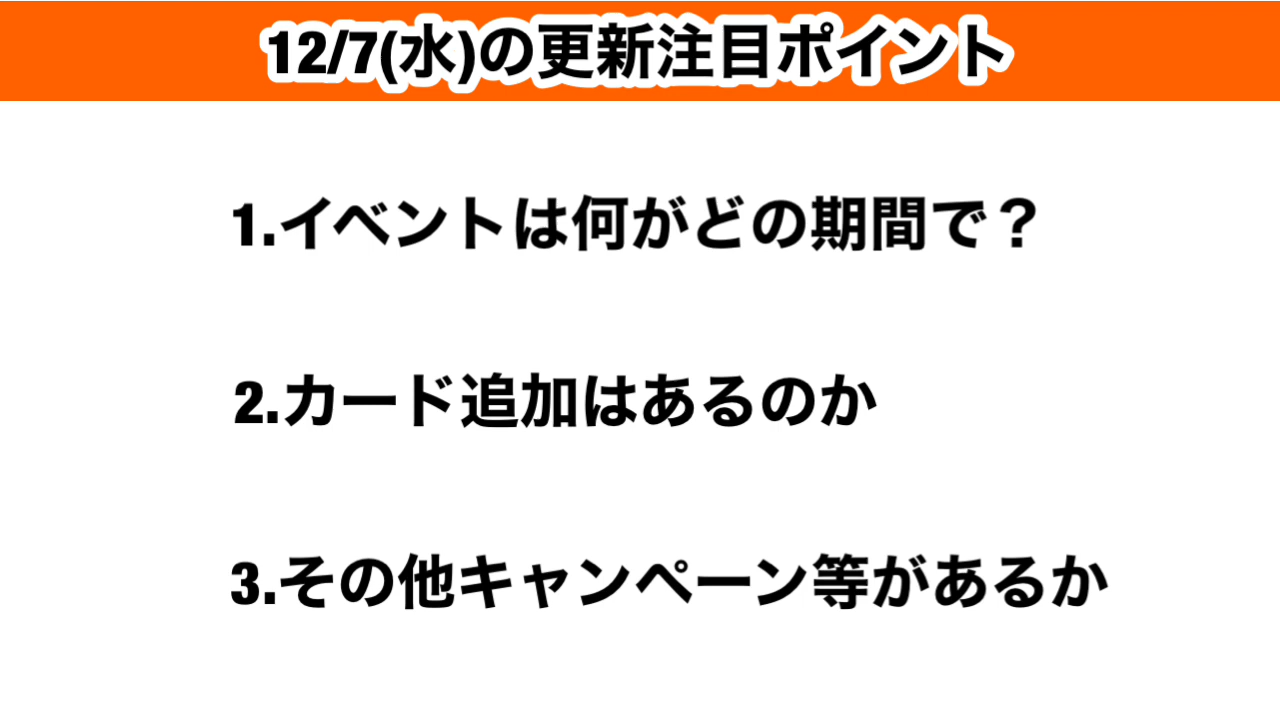 12/7(水)の更新注目ポイント
1.イベントは何がどの期間で？
2.カード追加はあるのか
3.その他キャンペーン等があるか